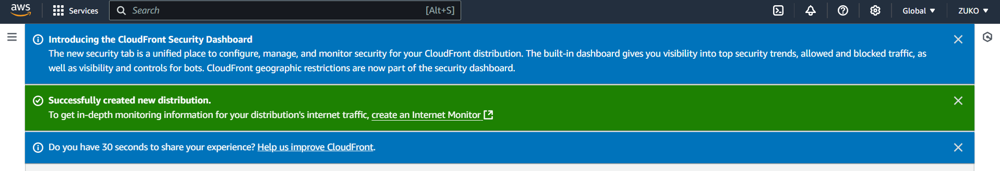 aws
Services
Search
[Alt+S]
Global
ZUKO
Introducing the CloudFront Security Dashboard
The new security tab is a unified place to configure, manage, and monitor security for your CloudFront distribution. The built-in dashboard gives you visibility into top security trends, allowed and blocked traffic, as
well as visibility and controls for bots. CloudFront geographic restrictions are now part of the security dashboard.
Successfully created new distribution.
To get in-depth monitoring information for your distribution's internet traffic, create an Internet Monitor
Do you have 30 seconds to share your experience? Help us improve CloudFront.